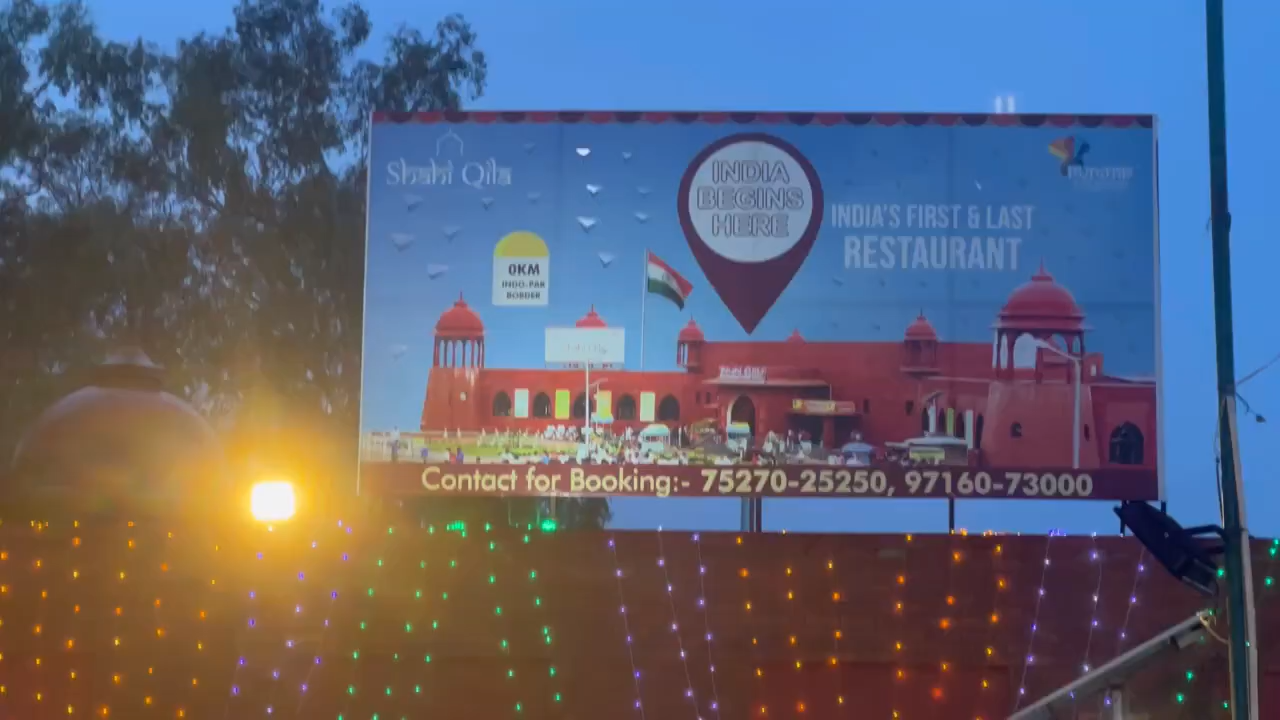 Shahi Qila
INDIA
BEGINS
HERE
INDIA'S FIRST & LAST
RESTAURANT
0KM
INDO-PAK
BORDER
Contact for Booking:- 75270-25250, 97160-73000